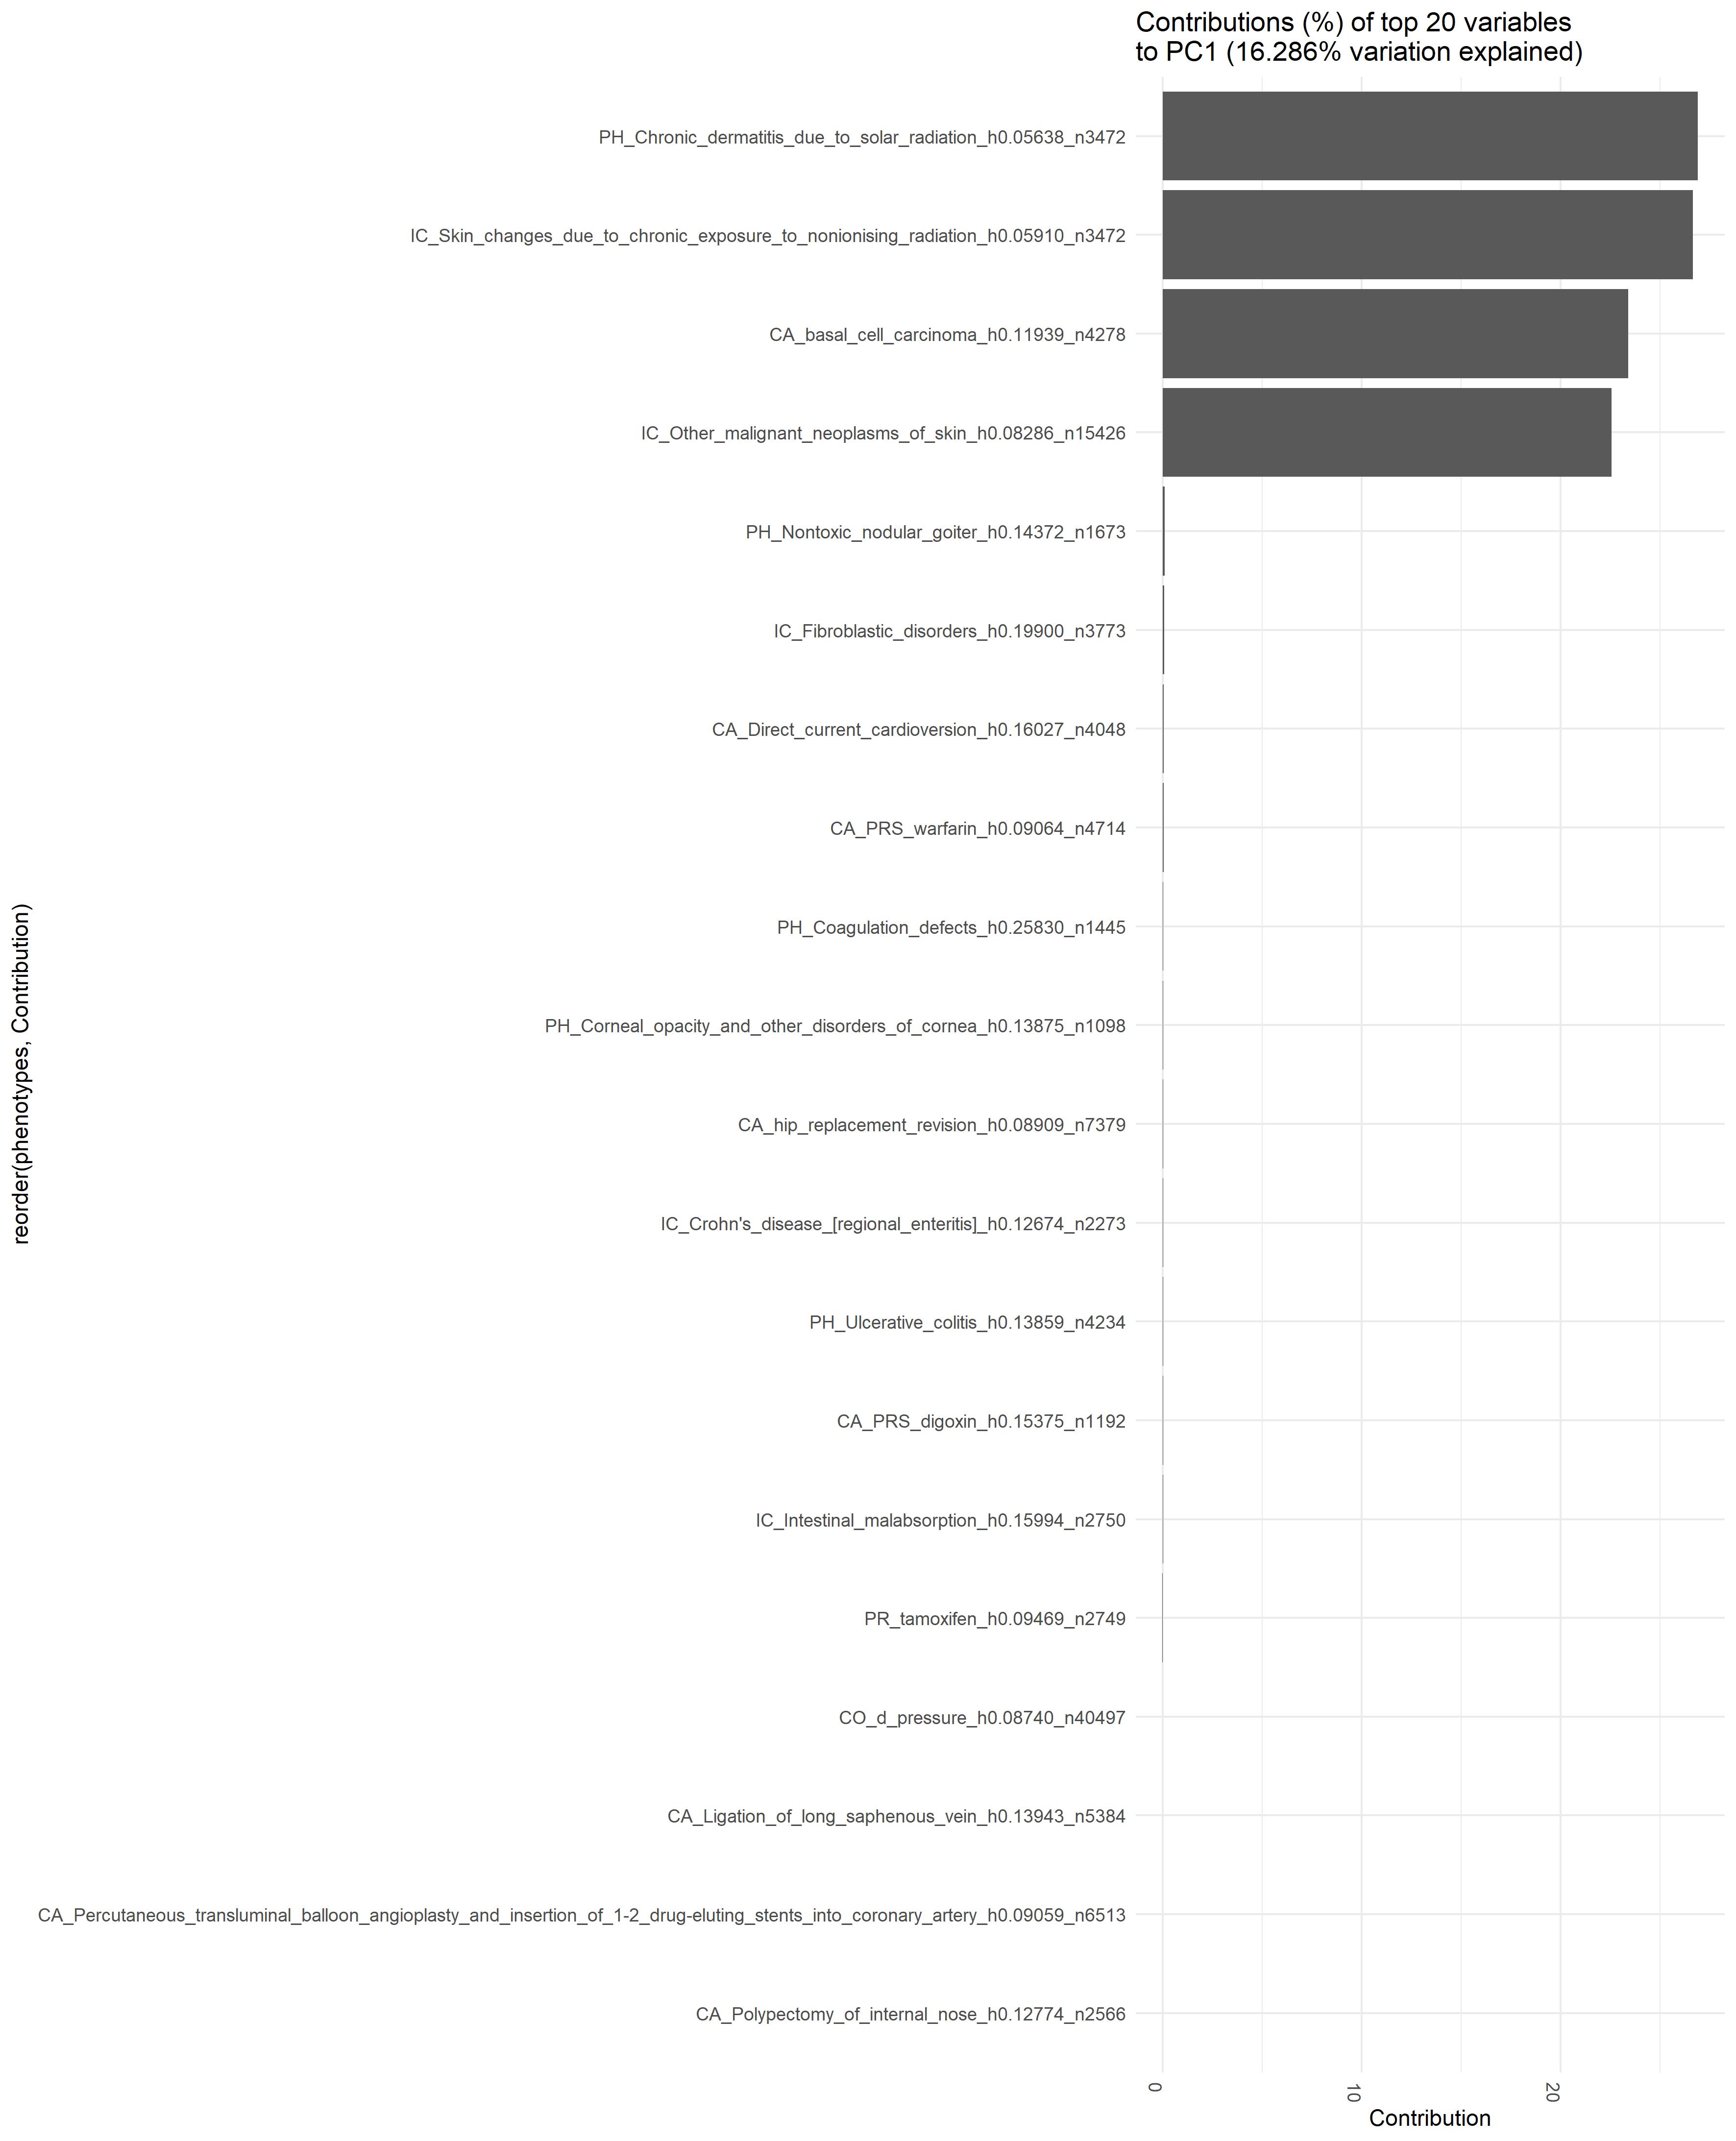 Contributions (%) of top 20 variables
to PC1 (16.286% variation explained)
PH_Chronic_dermatitis_due_to_solar_radiation_h0.05638_n3472
IC_Skin_changes_due_to_chronic_exposure_to_nonionising_radiation_h0.05910_n3472
CA_basal_cell_carcinoma_h0.11939_n4278
IC_Other_malignant_neoplasms_of_skin_h0.08286_n15426
PH_Nontoxic_nodular_goiter_h0.14372_n1673
IC_Fibroblastic_disorders_h0.19900_n3773
CA_Direct_current_cardioversion_h0.16027_n4048
CA_PRS_warfarin_h0.09064_n4714
PH_Coagulation_defects_h0.25830_n1445
PH_Corneal_opacity_and_other_disorders_of_cornea_h0.13875_n1098
CA_hip_replacement_revision_h0.08909_n7379
IC_Crohn's_disease_[regional_enteritis]_h0.12674_n2273
PH_Ulcerative_colitis_h0.13859_n4234
CA_PRS_digoxin_h0.15375_n1192
IC_Intestinal_malabsorption_h0.15994_n2750
PR_tamoxifen_h0.09469_n2749
CO_d_pressure_h0.08740_n40497
CA_Ligation_of_long_saphenous_vein_h0.13943_n5384
CA_Percutaneous_transluminal_balloon_angioplasty_and_insertion_of_1-2_drug-eluting_stents_into_coronary_artery_h0.09059_n6513
CA_Polypectomy_of_internal_nose_h0.12774_n2566
reorder(phenotypes, Contribution)
0
10
20
Contribution